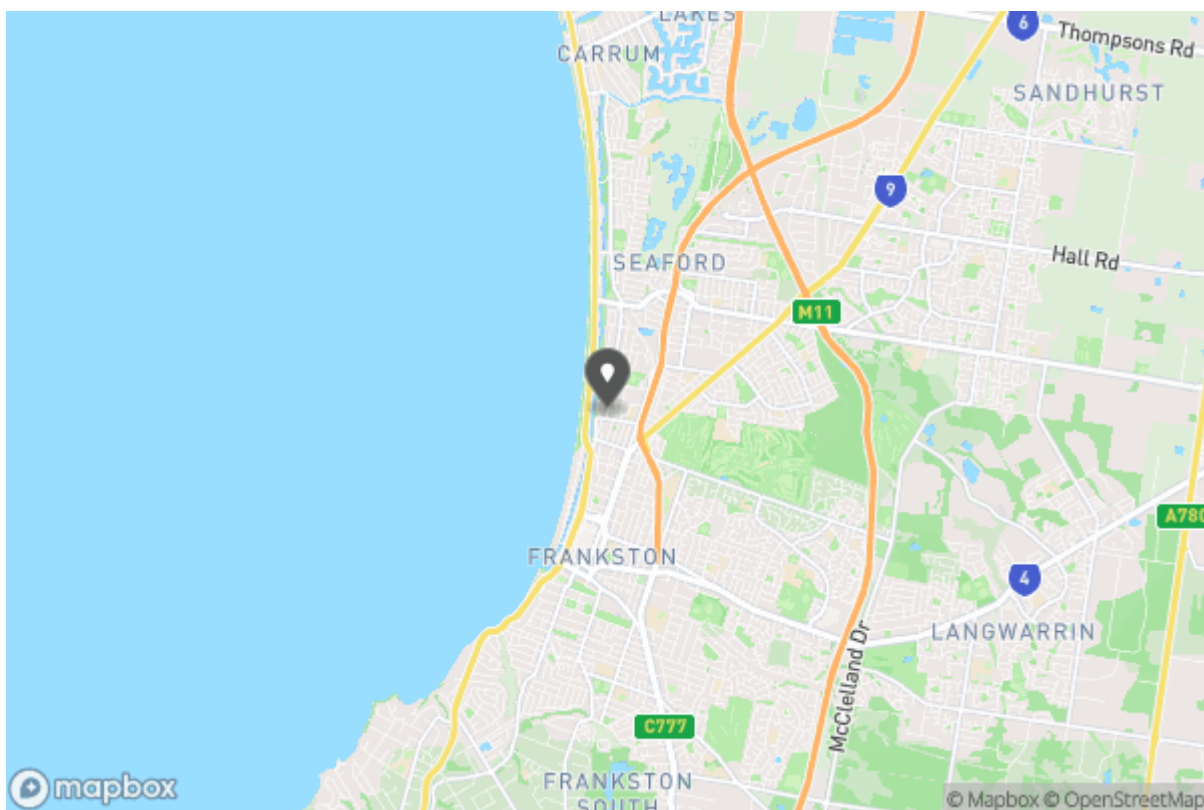 LAKES
6
Thompsons Rd
CARRUM
SANDHURST
9
Hall Rd
SEAFORD
M11
A780
FRANKSTON
4
LANGWARRIN
McClelland Dr
C777
FRANKSTON
SOUTH
mapbox
© Mapbox © OpenStreetMap